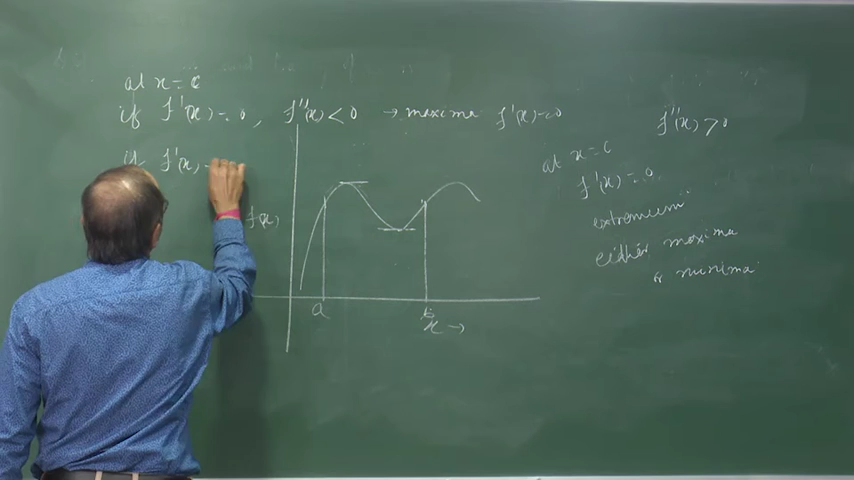 at x = c
if f'(x) = 0, f''(x) < 0 → maxima f'(x) = 0
if f'(x) =
f''(x) > 0
at x = c
f'(x) = 0
extremum
either maxima
or minima
f(x)
a
b
x →